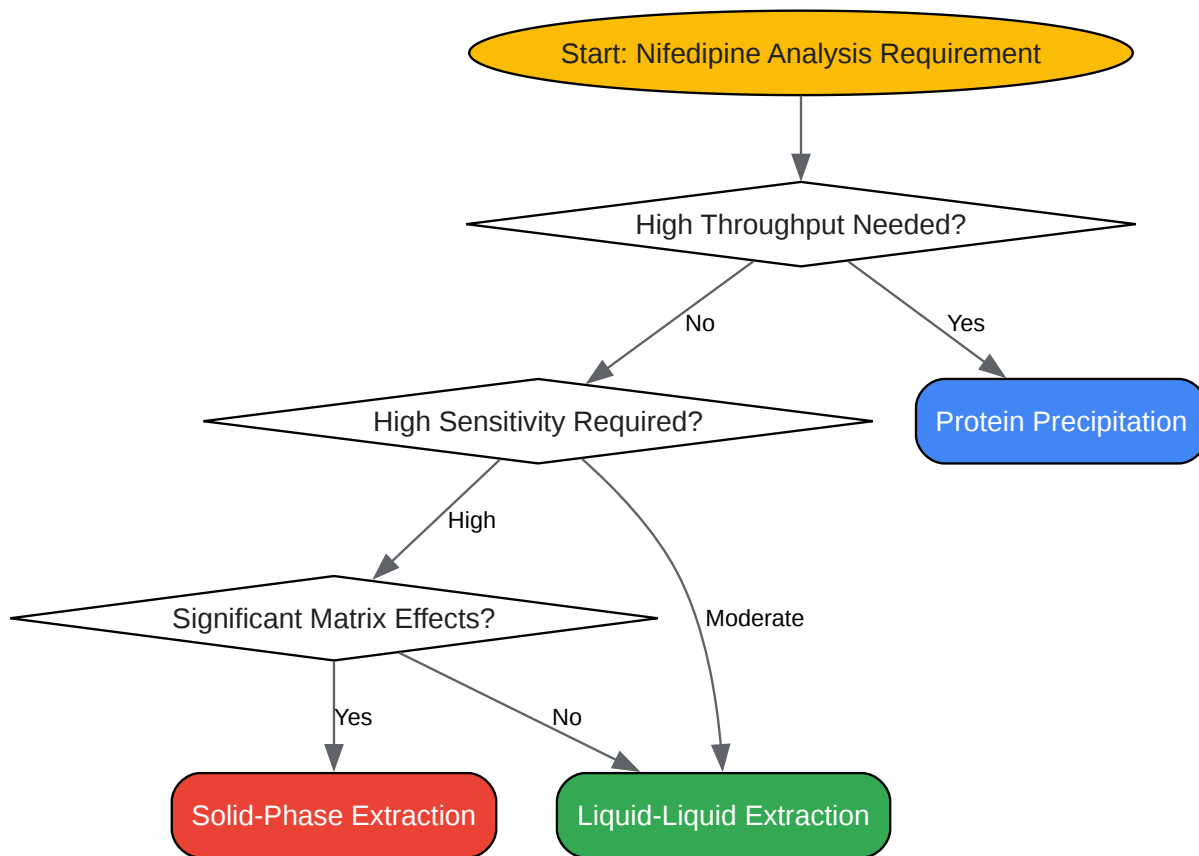 Start: Nifedipine Analysis Requirement
High Throughput Needed?
No
Yes
High Sensitivity Required?
Protein Precipitation
High
Significant Matrix Effects?
Moderate
Yes
No
Solid-Phase Extraction
Liquid-Liquid Extraction